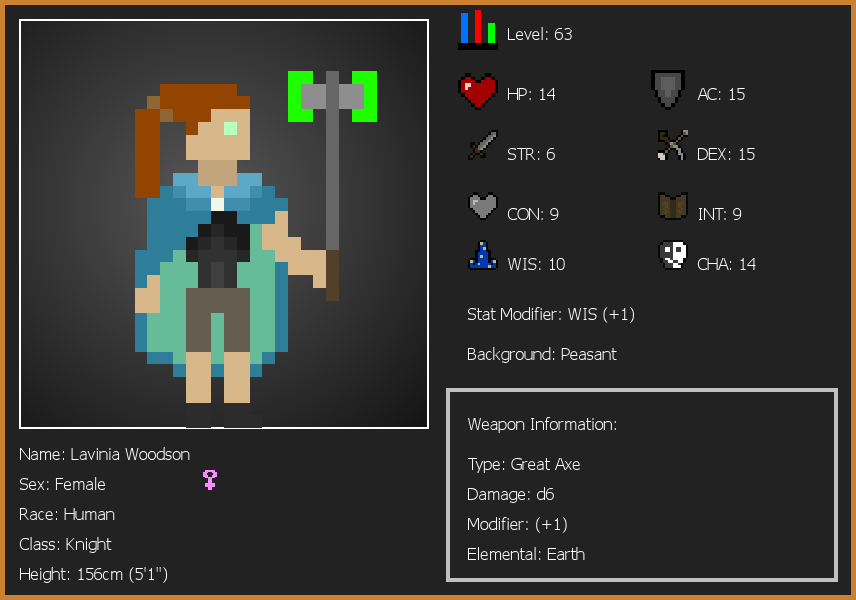 Level: 63
HP: 14
AC: 15
STR: 6
DEX: 15
CON: 9
INT: 9
WIS: 10
CHA: 14
Stat Modifier: WIS (+1)
Background: Peasant
Weapon Information:
Type: Great Axe
Damage: d6
Modifier: (+1)
Elemental: Earth
Name: Lavinia Woodson
Sex: Female
Race: Human
Class: Knight
Height: 156cm (5'1")